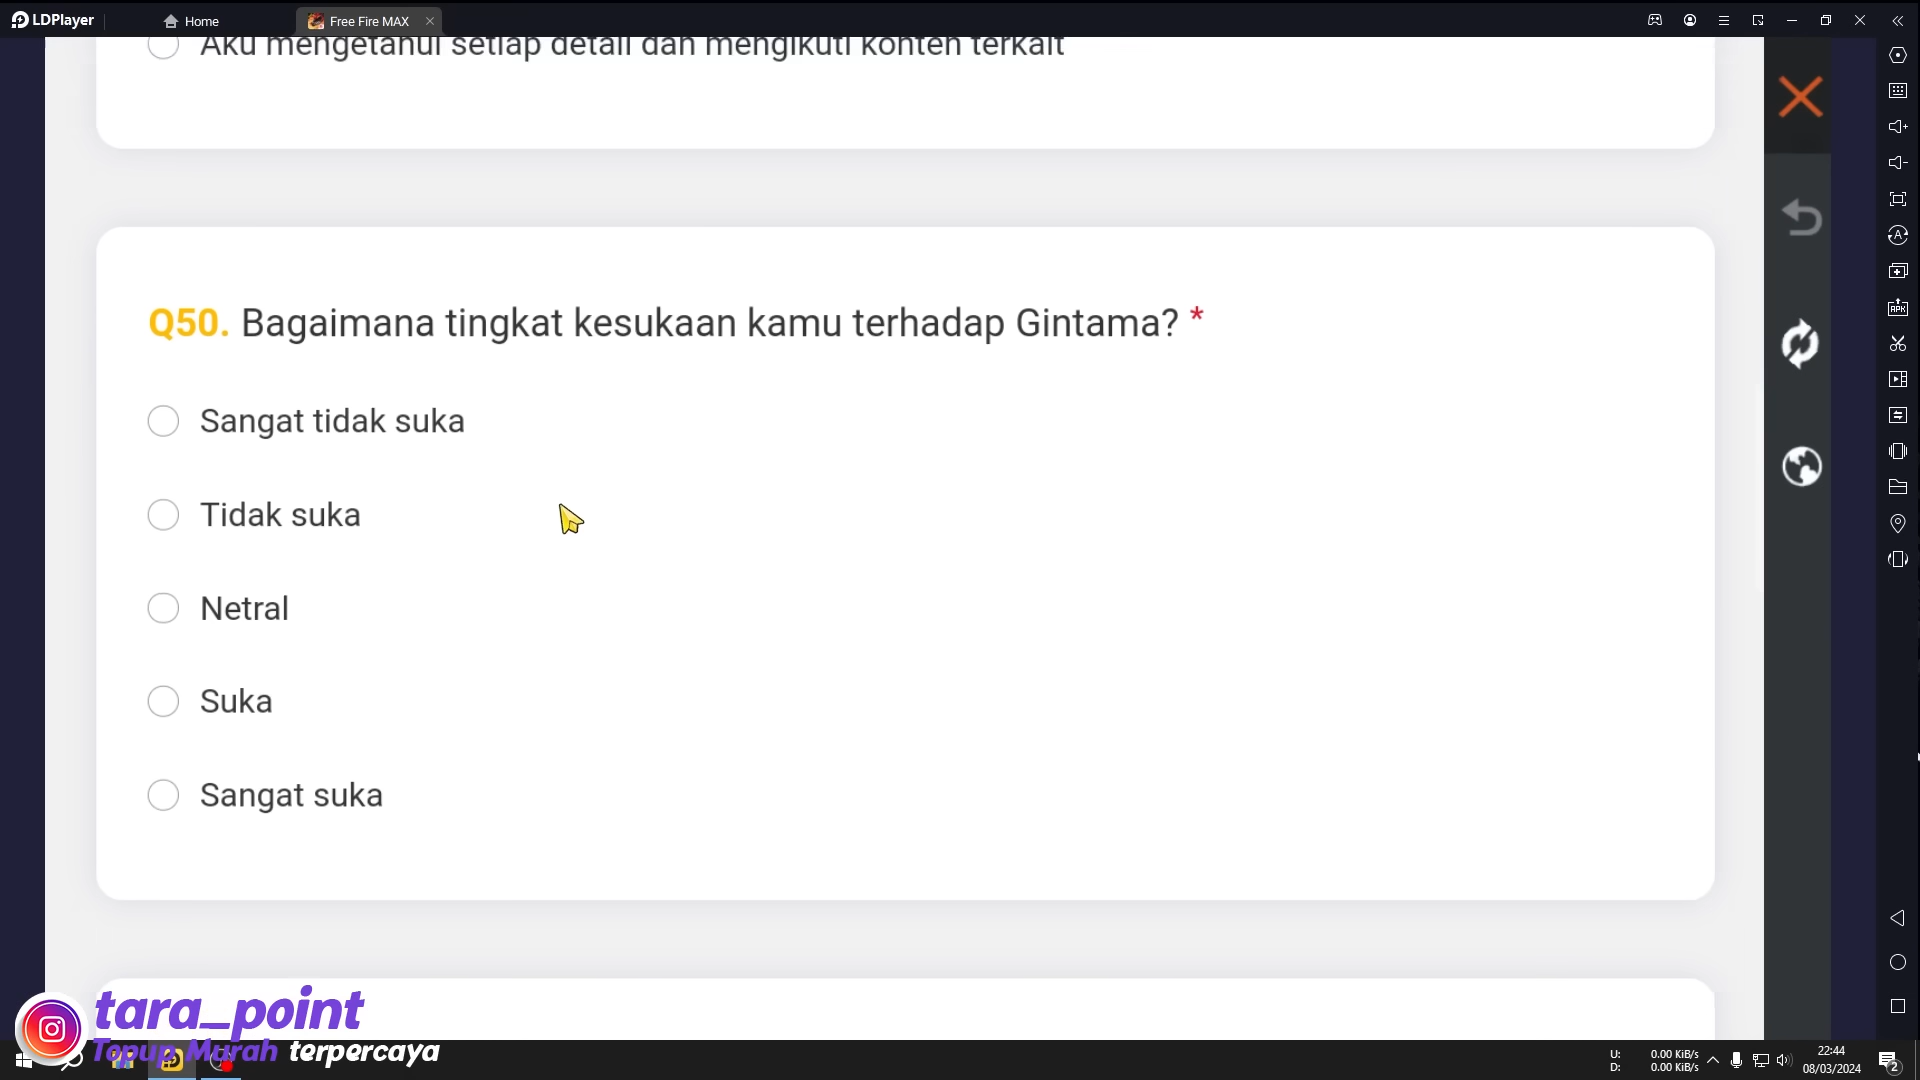 LDPlayer
Home
Free Fire MAX
Aku mengetahui setiap detail dan mengikuti konten terkait
Q50. Bagaimana tingkat kesukaan kamu terhadap Gintama? *
Sangat tidak suka
Tidak suka
Netral
Suka
Sangat suka
tara_point
Topup Murah terpercaya
U: 0.00 KiB/s
D: 0.00 KiB/s
22:44
08/03/2024
2
A
APK